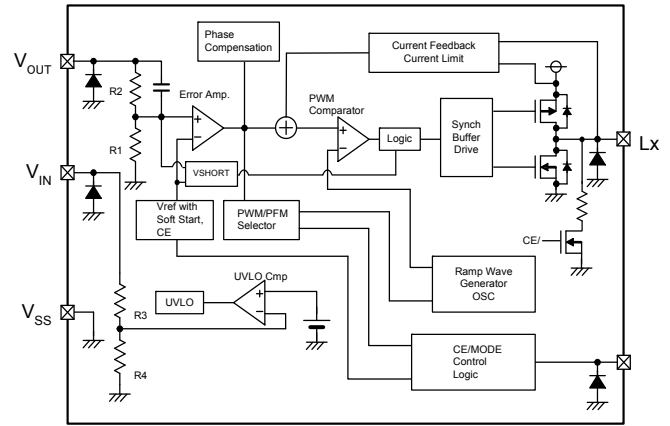 Phase
Compensation
Current Feedback
Current Limit
VOUT
R2
Error Amp.
PWM
Comparator
Logic
Synch
Buffer
Drive
Lx
R1
VSHORT
VIN
Vref with
Soft Start,
CE
PWM/PFM
Selector
CE/
UVLO Cmp
Ramp Wave
Generator
OSC
UVLO
R3
VSS
R4
CE/MODE
Control
Logic